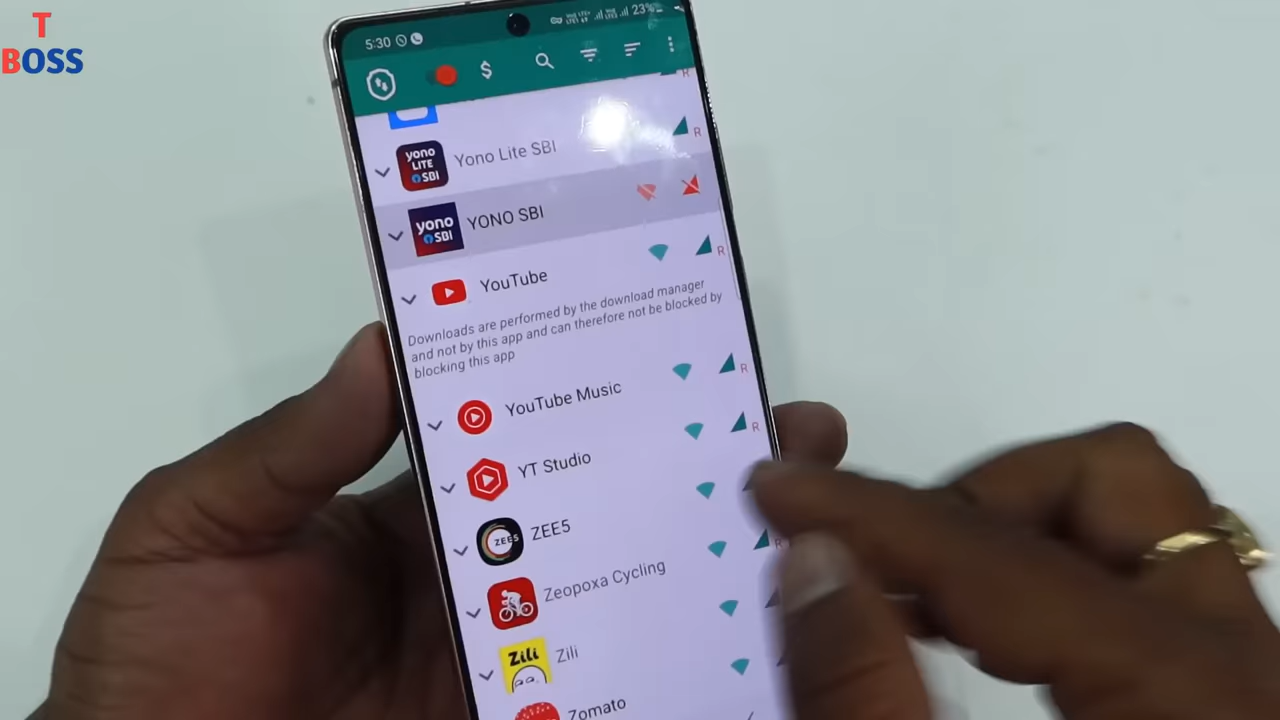 T
BOSS
5:30
23%
$
R
yono
LITE
SBI
Yono Lite SBI
R
yono
SBI
YONO SBI
YouTube
R
Downloads are performed by the download manager
and not by this app and can therefore not be blocked by
blocking this app
YouTube Music
R
YT Studio
R
ZEE5
ZEE5
Zeopoxa Cycling
R
Zili
Zili
Zomato